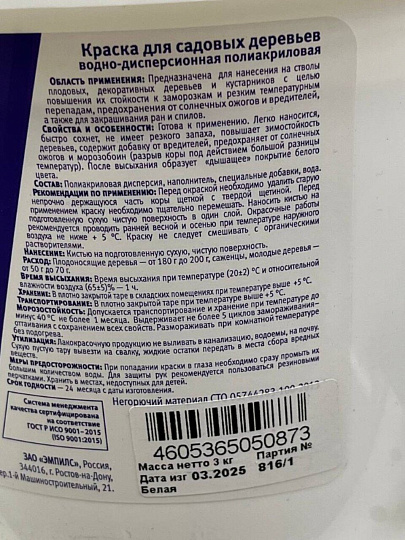 Краска для садовых деревьев
водно-дисперсионная полиакриловая
ОБЛАСТЬ ПРИМЕНЕНИЯ: Предназначена для нанесения на стволы
плодовых, декоративных деревьев и кустарников с целью
повышения их стойкости к заморозкам и резким температурным
перепадам, предохранения от солнечных ожогов и вредителей,
а также для закрашивания ран и спилов.
СВОЙСТВА И ОСОБЕННОСТИ: Готова к применению. Легко наносится,
быстро сохнет, не имеет резкого запаха, повышает зимостойкость
деревьев, содержит добавку от вредителей, предохраняет от солнечных
ожогов и морозобоин (разрыв коры под действием большой разницы
температур). После высыхания образует «дышащее» покрытие белого
цвета.
СОСТАВ: Полиакриловая дисперсия, наполнитель, специальные добавки, вода.
РЕКОМЕНДАЦИИ ПО ПРИМЕНЕНИЮ: Перед окраской необходимо удалить старую
непрочно держащуюся часть коры щеткой с твердой щетиной. Перед
применением краску необходимо тщательно перемешать. Наносить кистью на
подготовленную сухую чистую поверхность в один слой. Окрасочные работы
рекомендуется проводить ранней весной и осенью при температуре наружного
воздуха не ниже + 5 °С. Краску не следует смешивать с органическими
растворителями.
НАНЕСЕНИЕ: Кистью на подготовленную сухую, чистую поверхность.
РАСХОД: Плодоносящие деревья — от 180 г до 200 г, саженцы, молодые деревья —
от 50 г до 70 г.
ВРЕМЯ ВЫСЫХАНИЯ: Время высыхания при температуре (20±2) °С и относительной
влажности воздуха (65±5)% — 1 ч.
ХРАНЕНИЕ: В плотно закрытой таре в складских помещениях при температуре выше +5 °С.
ТРАНСПОРТИРОВАНИЕ: В плотно закрытой таре при температуре выше +5 °С.
МОРОЗОСТОЙКОСТЬ: Допускается транспортирование и хранение при температуре до
минус 40 °С не более 1 месяца. Выдерживает не более 5 циклов замораживания–
оттаивания с сохранением всех свойств. Размораживать при комнатной температуре
без подогрева.
УТИЛИЗАЦИЯ: Лакокрасочную продукцию не выливать в канализацию, водоемы, на почву.
Сухую пустую тару вывезти на свалку, жидкие остатки передать в места сбора вредных
веществ.
МЕРЫ ПРЕДОСТОРОЖНОСТИ: При попадании краски в глаза необходимо сразу промыть их
большим количеством воды. Для защиты рук рекомендуется пользоваться резиновыми
перчатками. Хранить в местах, недоступных для детей.
СРОК ГОДНОСТИ — 24 месяца с даты изготовления.
Негорючий материал СТО
Система менеджмента
качества сертифицирована
на соответствие
ГОСТ Р ИСО 9001–2015
(ISO 9001:2015)
ЗАО «ЭМПИЛС», Россия,
344016, г. Ростов-на-Дону,
пер.1-й Машиностроительный, 21.
4605365050873
Масса нетто 3 кг Партия №
Дата изг 03.2025 816/1
Белая